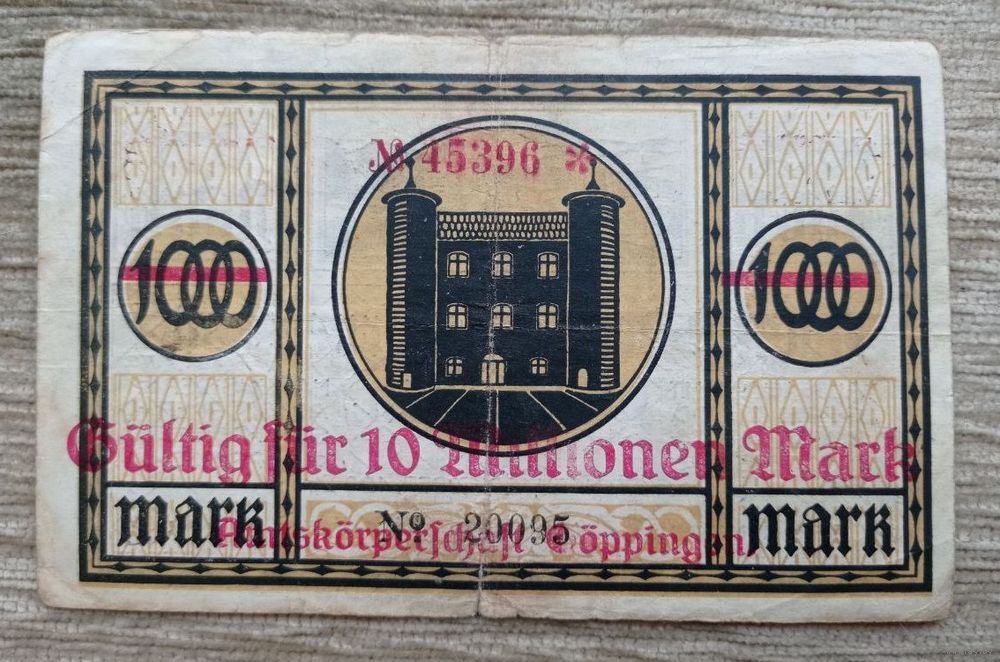 № 45396 *
1000
1000
Gültig für 10 Millionen Mark
mark
№ 20095
mark
Amtskörperschaft Göppingen